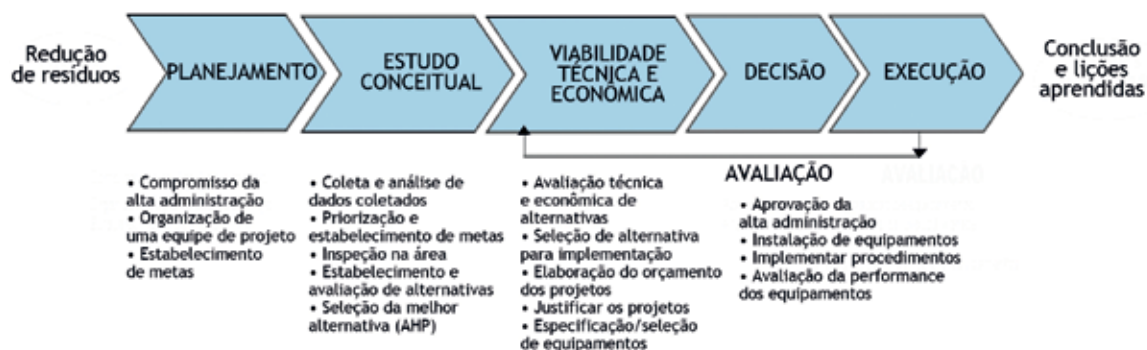 Redução
de resíduos
PLANEJAMENTO
ESTUDO
CONCEITUAL
VIABILIDADE
TÉCNICA E
ECONÔMICA
DECISÃO
EXECUÇÃO
Conclusão
e lições
aprendidas
• Compromisso da
alta administração
• Organização de
uma equipe de projeto
• Estabelecimento
de metas
• Coleta e análise de
dados coletados
• Priorização e
estabelecimento de metas
• Inspeção na área
• Estabelecimento e
avaliação de alternativas
• Seleção da melhor
alternativa (AHP)
• Avaliação técnica
e econômica de
alternativas
• Seleção de alternativa
para implementação
• Elaboração do orçamento
dos projetos
• Justificar os projetos
• Especificação/seleção
de equipamentos
AVALIAÇÃO
• Aprovação da
alta administração
• Instalação de equipamentos
• Implementar procedimentos
• Avaliação da performance
dos equipamentos